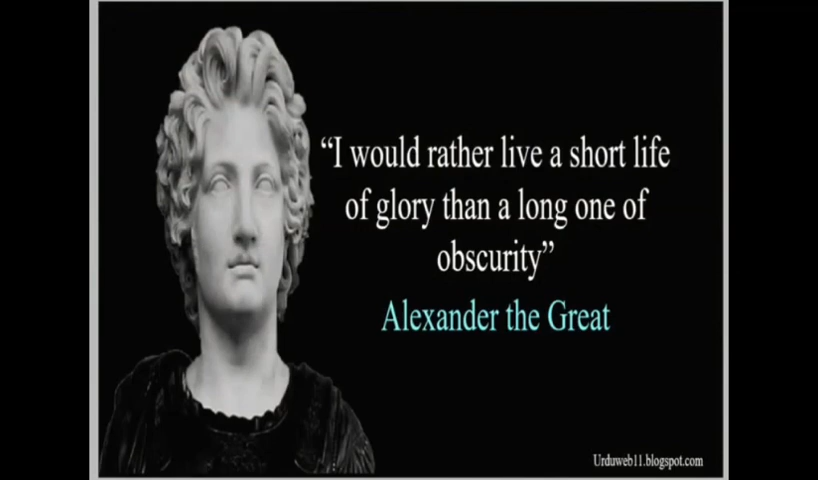 “I would rather live a short life
of glory than a long one of
obscurity”
Alexander the Great
Urduweb11.blogspot.com